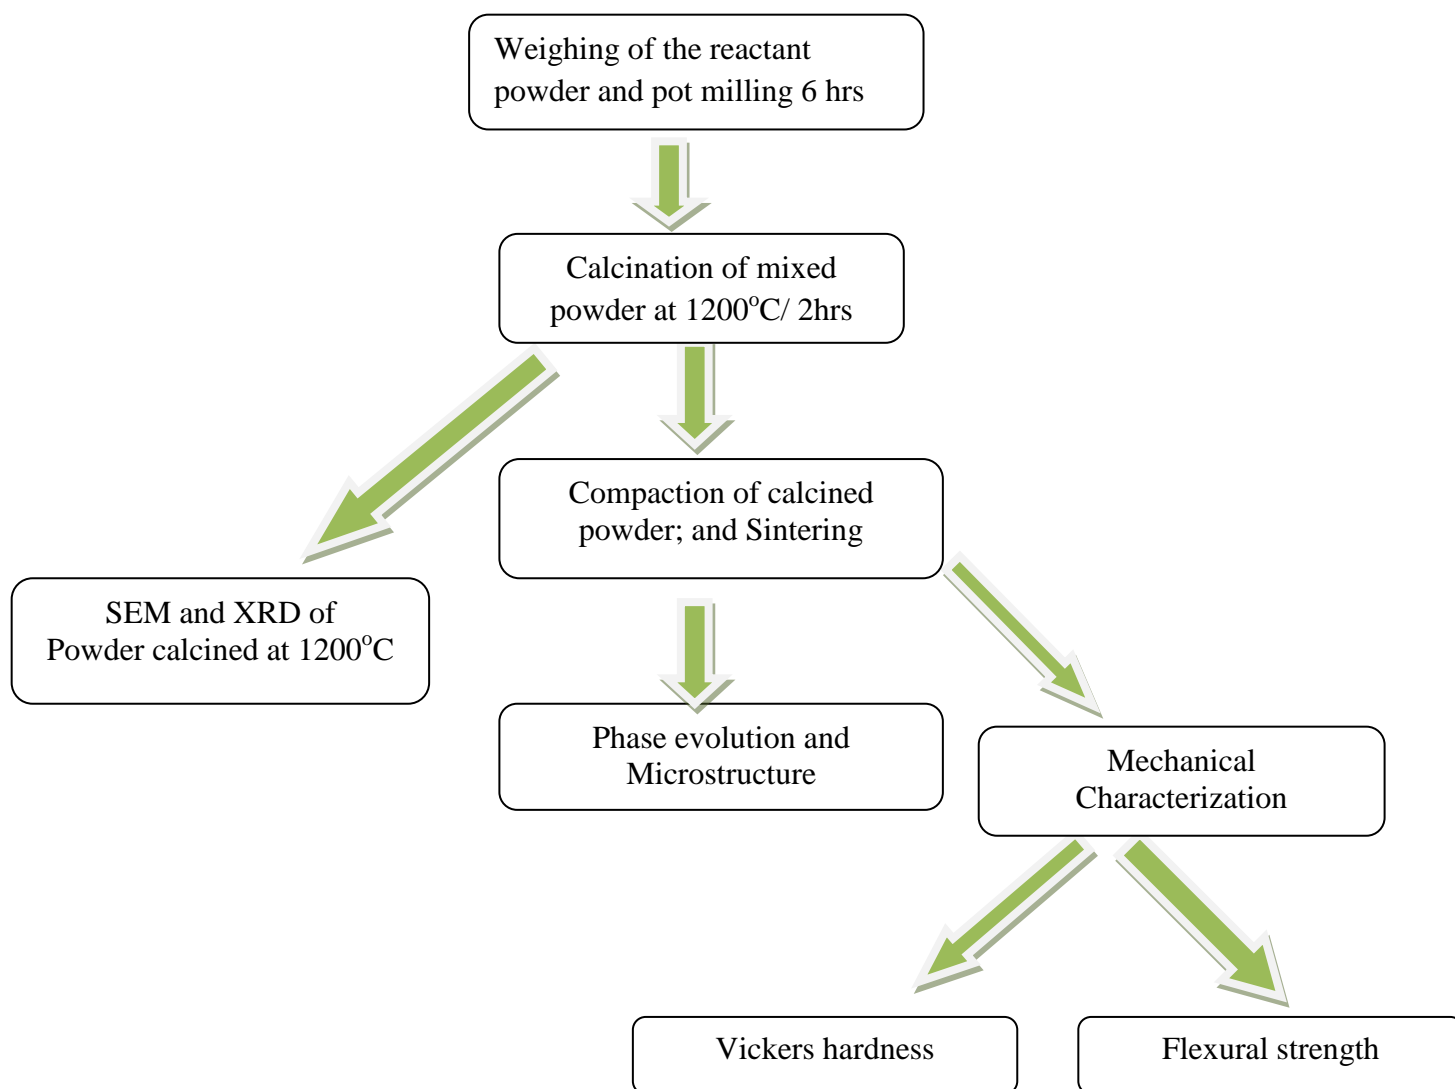 Weighing of the reactant
powder and pot milling 6 hrs
Calcination of mixed
powder at 1200°C/ 2hrs
Compaction of calcined
powder; and Sintering
SEM and XRD of
Powder calcined at 1200°C
Phase evolution and
Microstructure
Mechanical
Characterization
Vickers hardness
Flexural strength